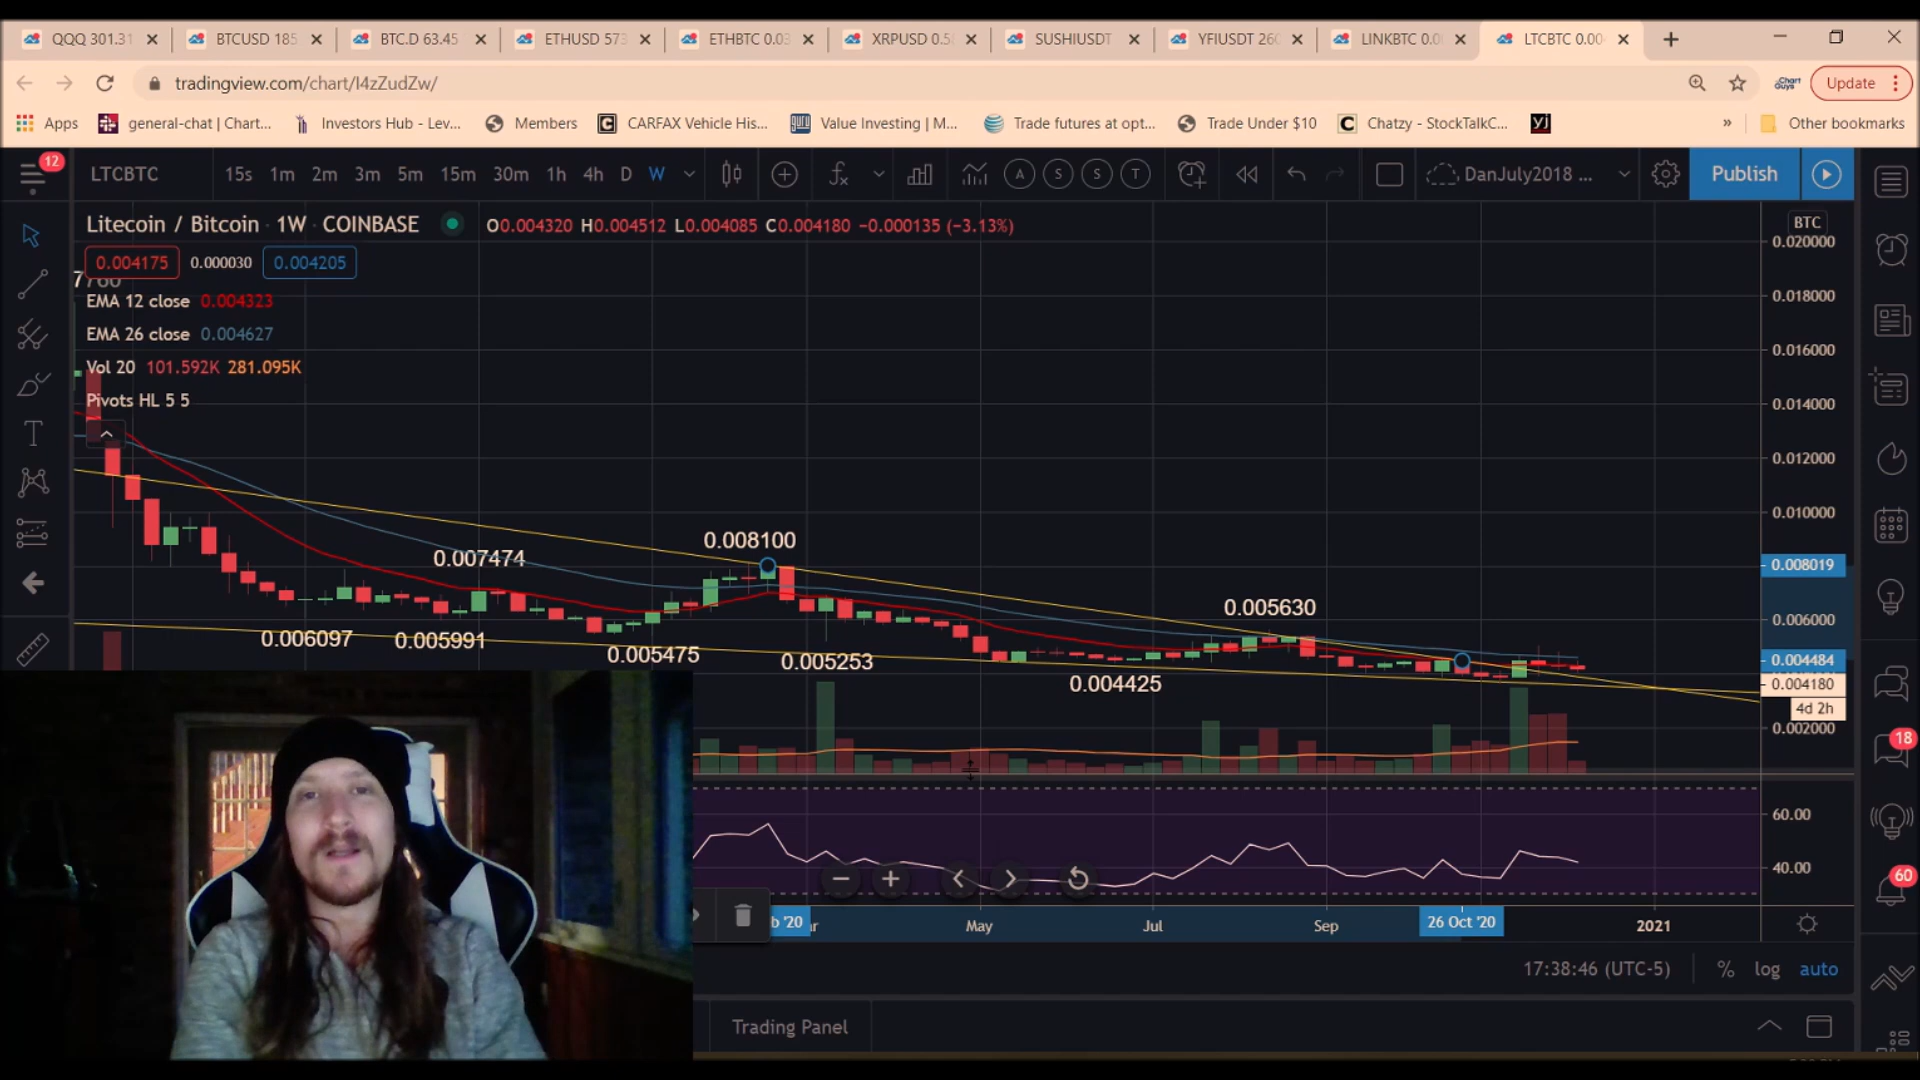 QQQ 301.31
BTCUSD 185
BTC.D 63.45
ETHUSD 573
ETHBTC 0.03
XRPUSD 0.5
SUSHIUSDT
YFIUSDT 260
LINKBTC 0.0
LTCBTC 0.00
tradingview.com/chart/I4zZudZw/
Update
Apps
general-chat | Chart...
Investors Hub - Lev...
Members
CARFAX Vehicle His...
Value Investing | M...
Trade futures at opt...
Trade Under $10
Chatzy - StockTalkC...
»
Other bookmarks
12
LTCBTC
15s 1m 2m 3m 5m 15m 30m 1h 4h D W
A S S T
DanJuly2018 ...
Publish
Litecoin / Bitcoin · 1W · COINBASE
O0.004320 H0.004512 L0.004085 C0.004180 −0.000135 (−3.13%)
0.004175 0.000030 0.004205
EMA 12 close 0.004323
EMA 26 close 0.004627
Vol 20 101.592K 281.095K
Pivots HL 5 5
BTC
0.020000
0.018000
0.016000
0.014000
0.012000
0.010000
0.008019
0.006000
0.004484
0.004180
4d 2h
0.002000
0.007474
0.008100
0.005630
0.006097
0.005991
0.005475
0.005253
0.004425
18
60.00
40.00
60
b '20
May
Jul
Sep
26 Oct '20
2021
17:38:46 (UTC-5)
%
log
auto
Trading Panel